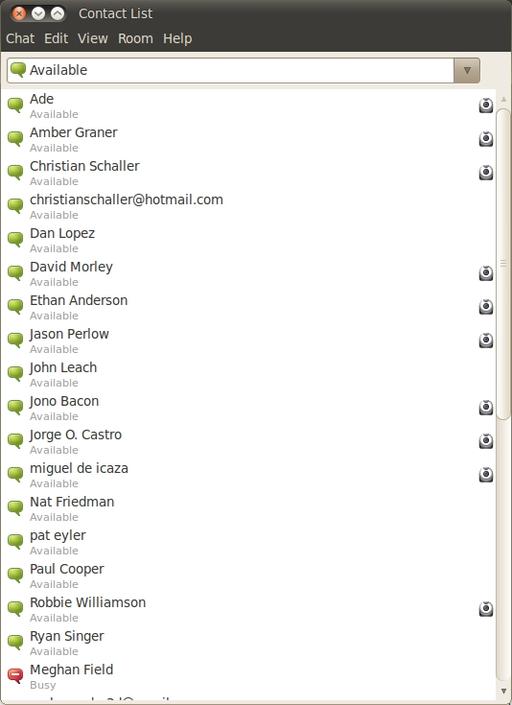 Contact List
Chat Edit View Room Help
Available
Ade
Available
Amber Graner
Available
Christian Schaller
Available
christianschaller@hotmail.com
Available
Dan Lopez
Available
David Morley
Available
Ethan Anderson
Available
Jason Perlow
Available
John Leach
Available
Jono Bacon
Available
Jorge O. Castro
Available
miguel de icaza
Available
Nat Friedman
Available
pat eyler
Available
Paul Cooper
Available
Robbie Williamson
Available
Ryan Singer
Available
Meghan Field
Busy